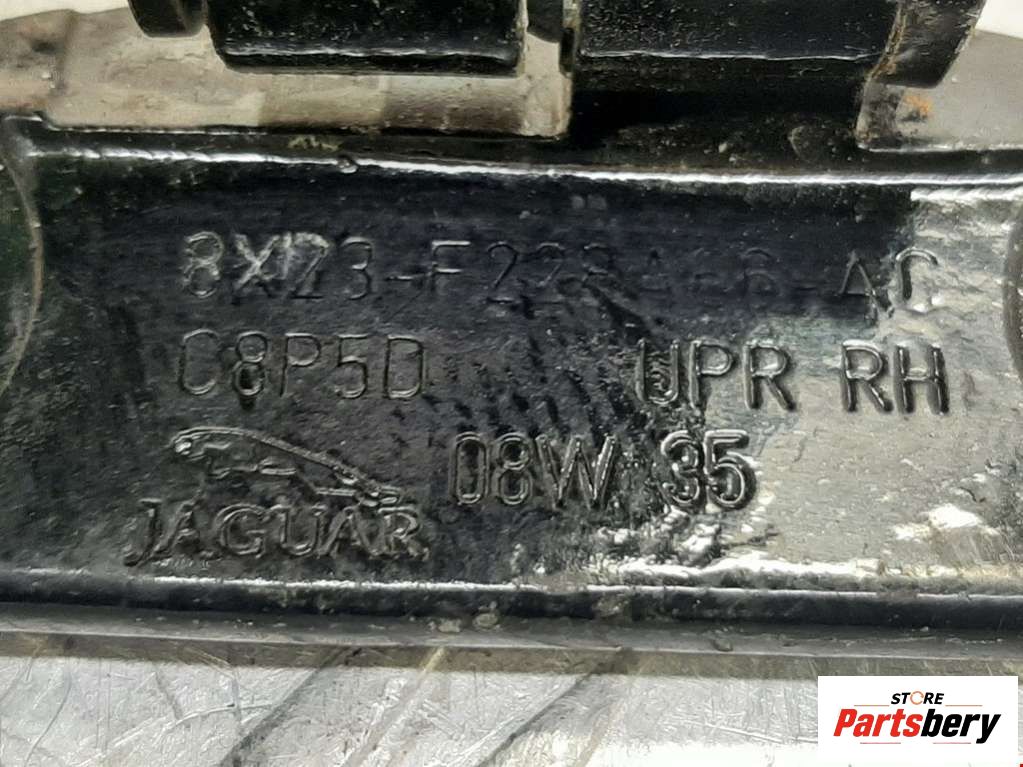 C8P5D UPR RH
08W 35
JAGUAR
STORE
Partsbery